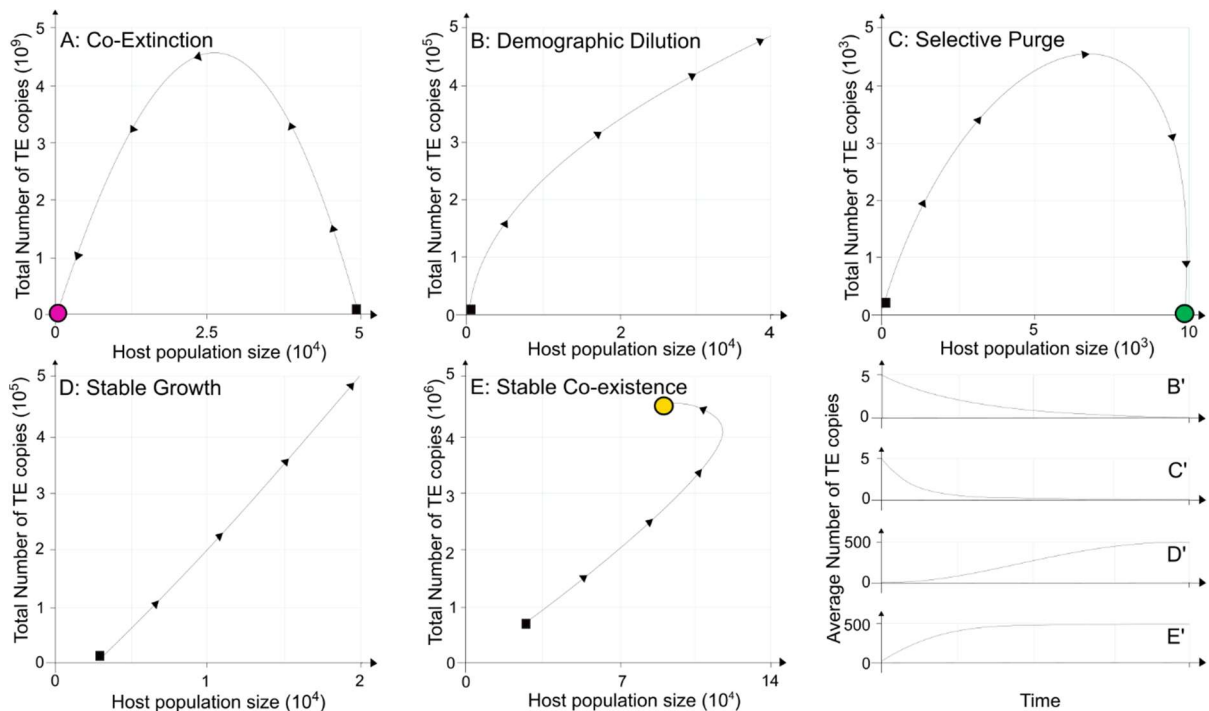 A: Co-Extinction
Total Number of TE copies (10⁹)
5
4
3
2
1
0
0
2.5
5
Host population size (10⁴)
B: Demographic Dilution
Total Number of TE copies (10⁵)
5
4
3
2
1
0
0
2
4
Host population size (10⁴)
C: Selective Purge
Total Number of TE copies (10³)
5
4
3
2
1
0
0
5
10
Host population size (10³)
D: Stable Growth
Total Number of TE copies (10⁵)
5
4
3
2
1
0
0
1
2
Host population size (10⁴)
E: Stable Co-existence
Total Number of TE copies (10⁶)
5
4
3
2
1
0
0
7
14
Host population size (10⁴)
Average Number of TE copies
5
0
B'
5
0
C'
500
0
D'
500
0
E'
Time